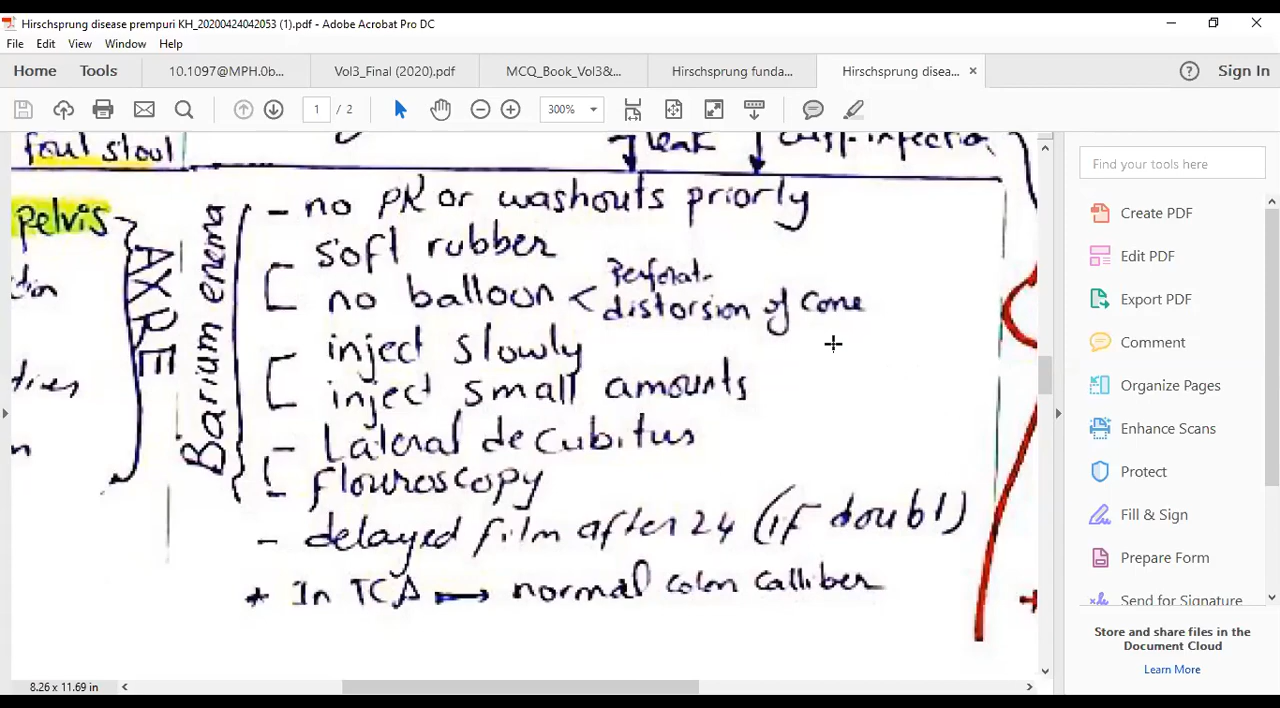 Hirschsprung disease prempuri KH_20200424042053 (1).pdf - Adobe Acrobat Pro DC
File Edit View Window Help
Home Tools 10.1097@MPH.0b... Vol3_Final (2020).pdf MCQ_Book_Vol3&... Hirschsprung funda... Hirschsprung disea... × ? Sign In
1 / 2 300%
foul stool
leak
infection
Find your tools here
Create PDF
Edit PDF
Export PDF
Comment
Organize Pages
Enhance Scans
Protect
Fill & Sign
Prepare Form
Send for Signature
Store and share files in the
Document Cloud
Learn More
pelvis
AXRE
Barium enema
- no PR or washouts priorly
soft rubber
no balloon < Perforat.
distorsion of cone
inject slowly
inject small amounts
- Lateral decubitus
flouroscopy
- delayed film after 24 (if doubt)
* In TCA → normal colon calliber
8.26 x 11.69 in